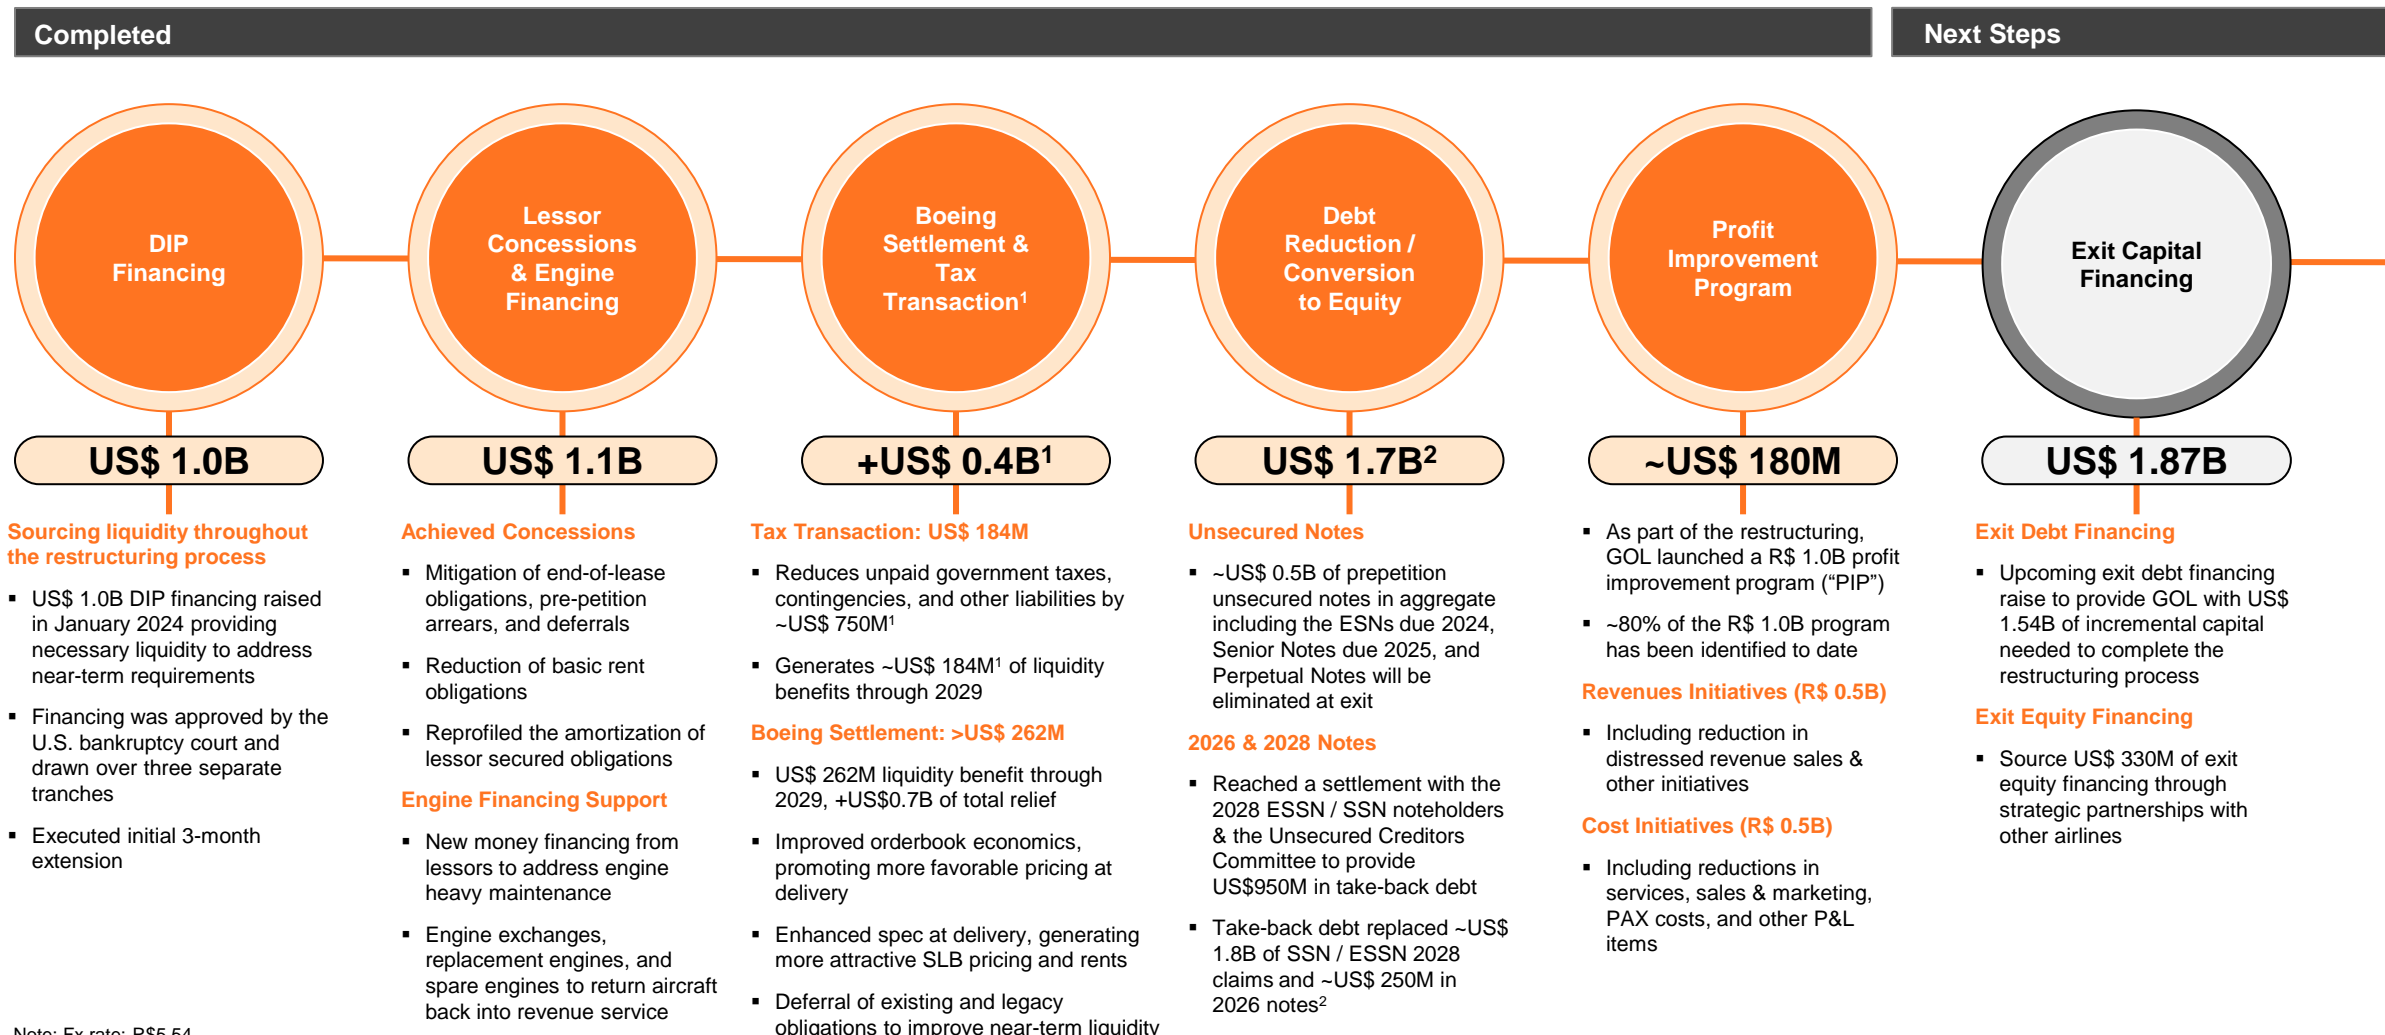 Completed
Next Steps
DIP
Financing
Lessor
Concessions
& Engine
Financing
Boeing
Settlement &
Tax
Transaction¹
Debt
Reduction /
Conversion
to Equity
Profit
Improvement
Program
Exit Capital
Financing
US$ 1.0B
US$ 1.1B
+US$ 0.4B¹
US$ 1.7B²
~US$ 180M
US$ 1.87B
Sourcing liquidity throughout
the restructuring process
▪ US$ 1.0B DIP financing raised
in January 2024 providing
necessary liquidity to address
near-term requirements
▪ Financing was approved by the
U.S. bankruptcy court and
drawn over three separate
tranches
▪ Executed initial 3-month
extension
Achieved Concessions
▪ Mitigation of end-of-lease
obligations, pre-petition
arrears, and deferrals
▪ Reduction of basic rent
obligations
▪ Reprofiled the amortization of
lessor secured obligations
Engine Financing Support
▪ New money financing from
lessors to address engine
heavy maintenance
▪ Engine exchanges,
replacement engines, and
spare engines to return aircraft
back into revenue service
Tax Transaction: US$ 184M
▪ Reduces unpaid government taxes,
contingencies, and other liabilities by
~US$ 750M¹
▪ Generates ~US$ 184M¹ of liquidity
benefits through 2029
Boeing Settlement: >US$ 262M
▪ US$ 262M liquidity benefit through
2029, +US$0.7B of total relief
▪ Improved orderbook economics,
promoting more favorable pricing at
delivery
▪ Enhanced spec at delivery, generating
more attractive SLB pricing and rents
▪ Deferral of existing and legacy
obligations to improve near-term liquidity
Unsecured Notes
▪ ~US$ 0.5B of prepetition
unsecured notes in aggregate
including the ESNs due 2024,
Senior Notes due 2025, and
Perpetual Notes will be
eliminated at exit
2026 & 2028 Notes
▪ Reached a settlement with the
2028 ESSN / SSN noteholders
& the Unsecured Creditors
Committee to provide
US$950M in take-back debt
▪ Take-back debt replaced ~US$
1.8B of SSN / ESSN 2028
claims and ~US$ 250M in
2026 notes²
▪ As part of the restructuring,
GOL launched a R$ 1.0B profit
improvement program (“PIP”)
▪ ~80% of the R$ 1.0B program
has been identified to date
Revenues Initiatives (R$ 0.5B)
▪ Including reduction in
distressed revenue sales &
other initiatives
Cost Initiatives (R$ 0.5B)
▪ Including reductions in
services, sales & marketing,
PAX costs, and other P&L
items
Exit Debt Financing
▪ Upcoming exit debt financing
raise to provide GOL with US$
1.54B of incremental capital
needed to complete the
restructuring process
Exit Equity Financing
▪ Source US$ 330M of exit
equity financing through
strategic partnerships with
other airlines
Note: Fx rate: R$5.54